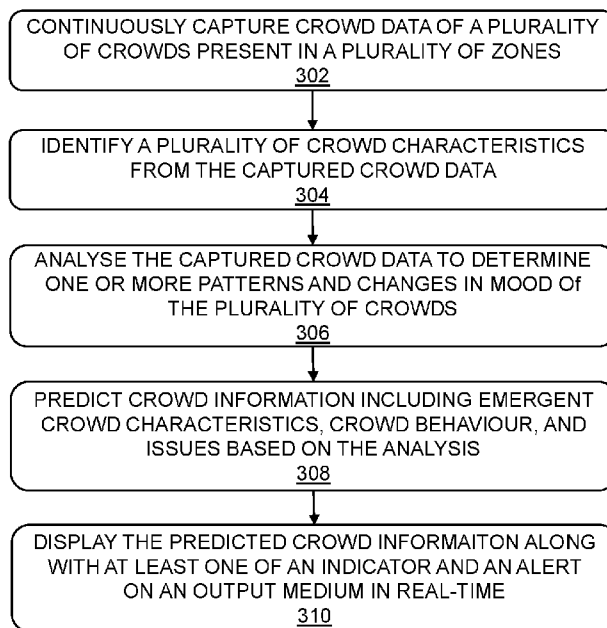 CONTINUOUSLY CAPTURE CROWD DATA OF A PLURALITY
OF CROWDS PRESENT IN A PLURALITY OF ZONES
302
IDENTIFY A PLURALITY OF CROWD CHARACTERISTICS
FROM THE CAPTURED CROWD DATA
304
ANALYSE THE CAPTURED CROWD DATA TO DETERMINE
ONE OR MORE PATTERNS AND CHANGES IN MOOD Of
THE PLURALITY OF CROWDS
306
PREDICT CROWD INFORMATION INCLUDING EMERGENT
CROWD CHARACTERISTICS, CROWD BEHAVIOUR, AND
ISSUES BASED ON THE ANALYSIS
308
DISPLAY THE PREDICTED CROWD INFORMAITON ALONG
WITH AT LEAST ONE OF AN INDICATOR AND AN ALERT
ON AN OUTPUT MEDIUM IN REAL-TIME
310